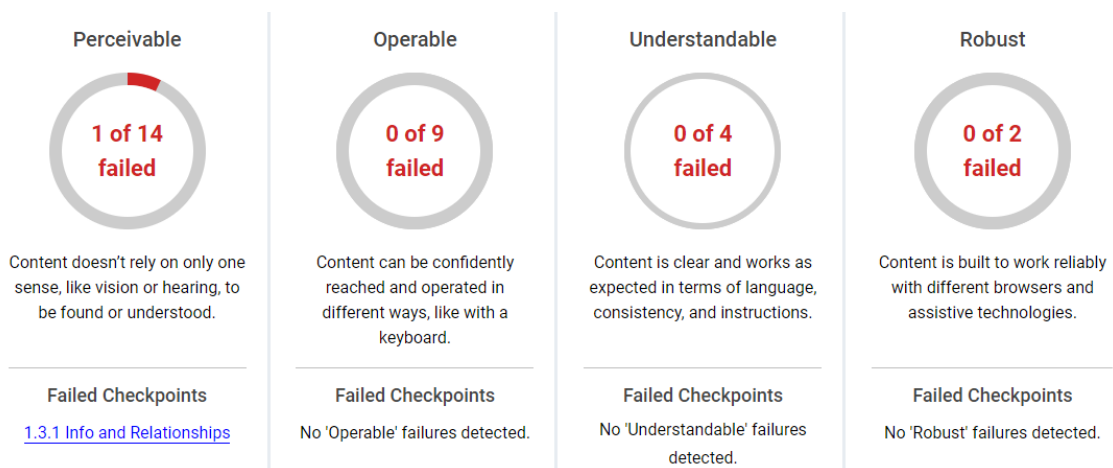 Perceivable
1 of 14
failed
Content doesn’t rely on only one
sense, like vision or hearing, to
be found or understood.
Failed Checkpoints
1.3.1 Info and Relationships
Operable
0 of 9
failed
Content can be confidently
reached and operated in
different ways, like with a
keyboard.
Failed Checkpoints
No 'Operable' failures detected.
Understandable
0 of 4
failed
Content is clear and works as
expected in terms of language,
consistency, and instructions.
Failed Checkpoints
No 'Understandable' failures
detected.
Robust
0 of 2
failed
Content is built to work reliably
with different browsers and
assistive technologies.
Failed Checkpoints
No 'Robust' failures detected.